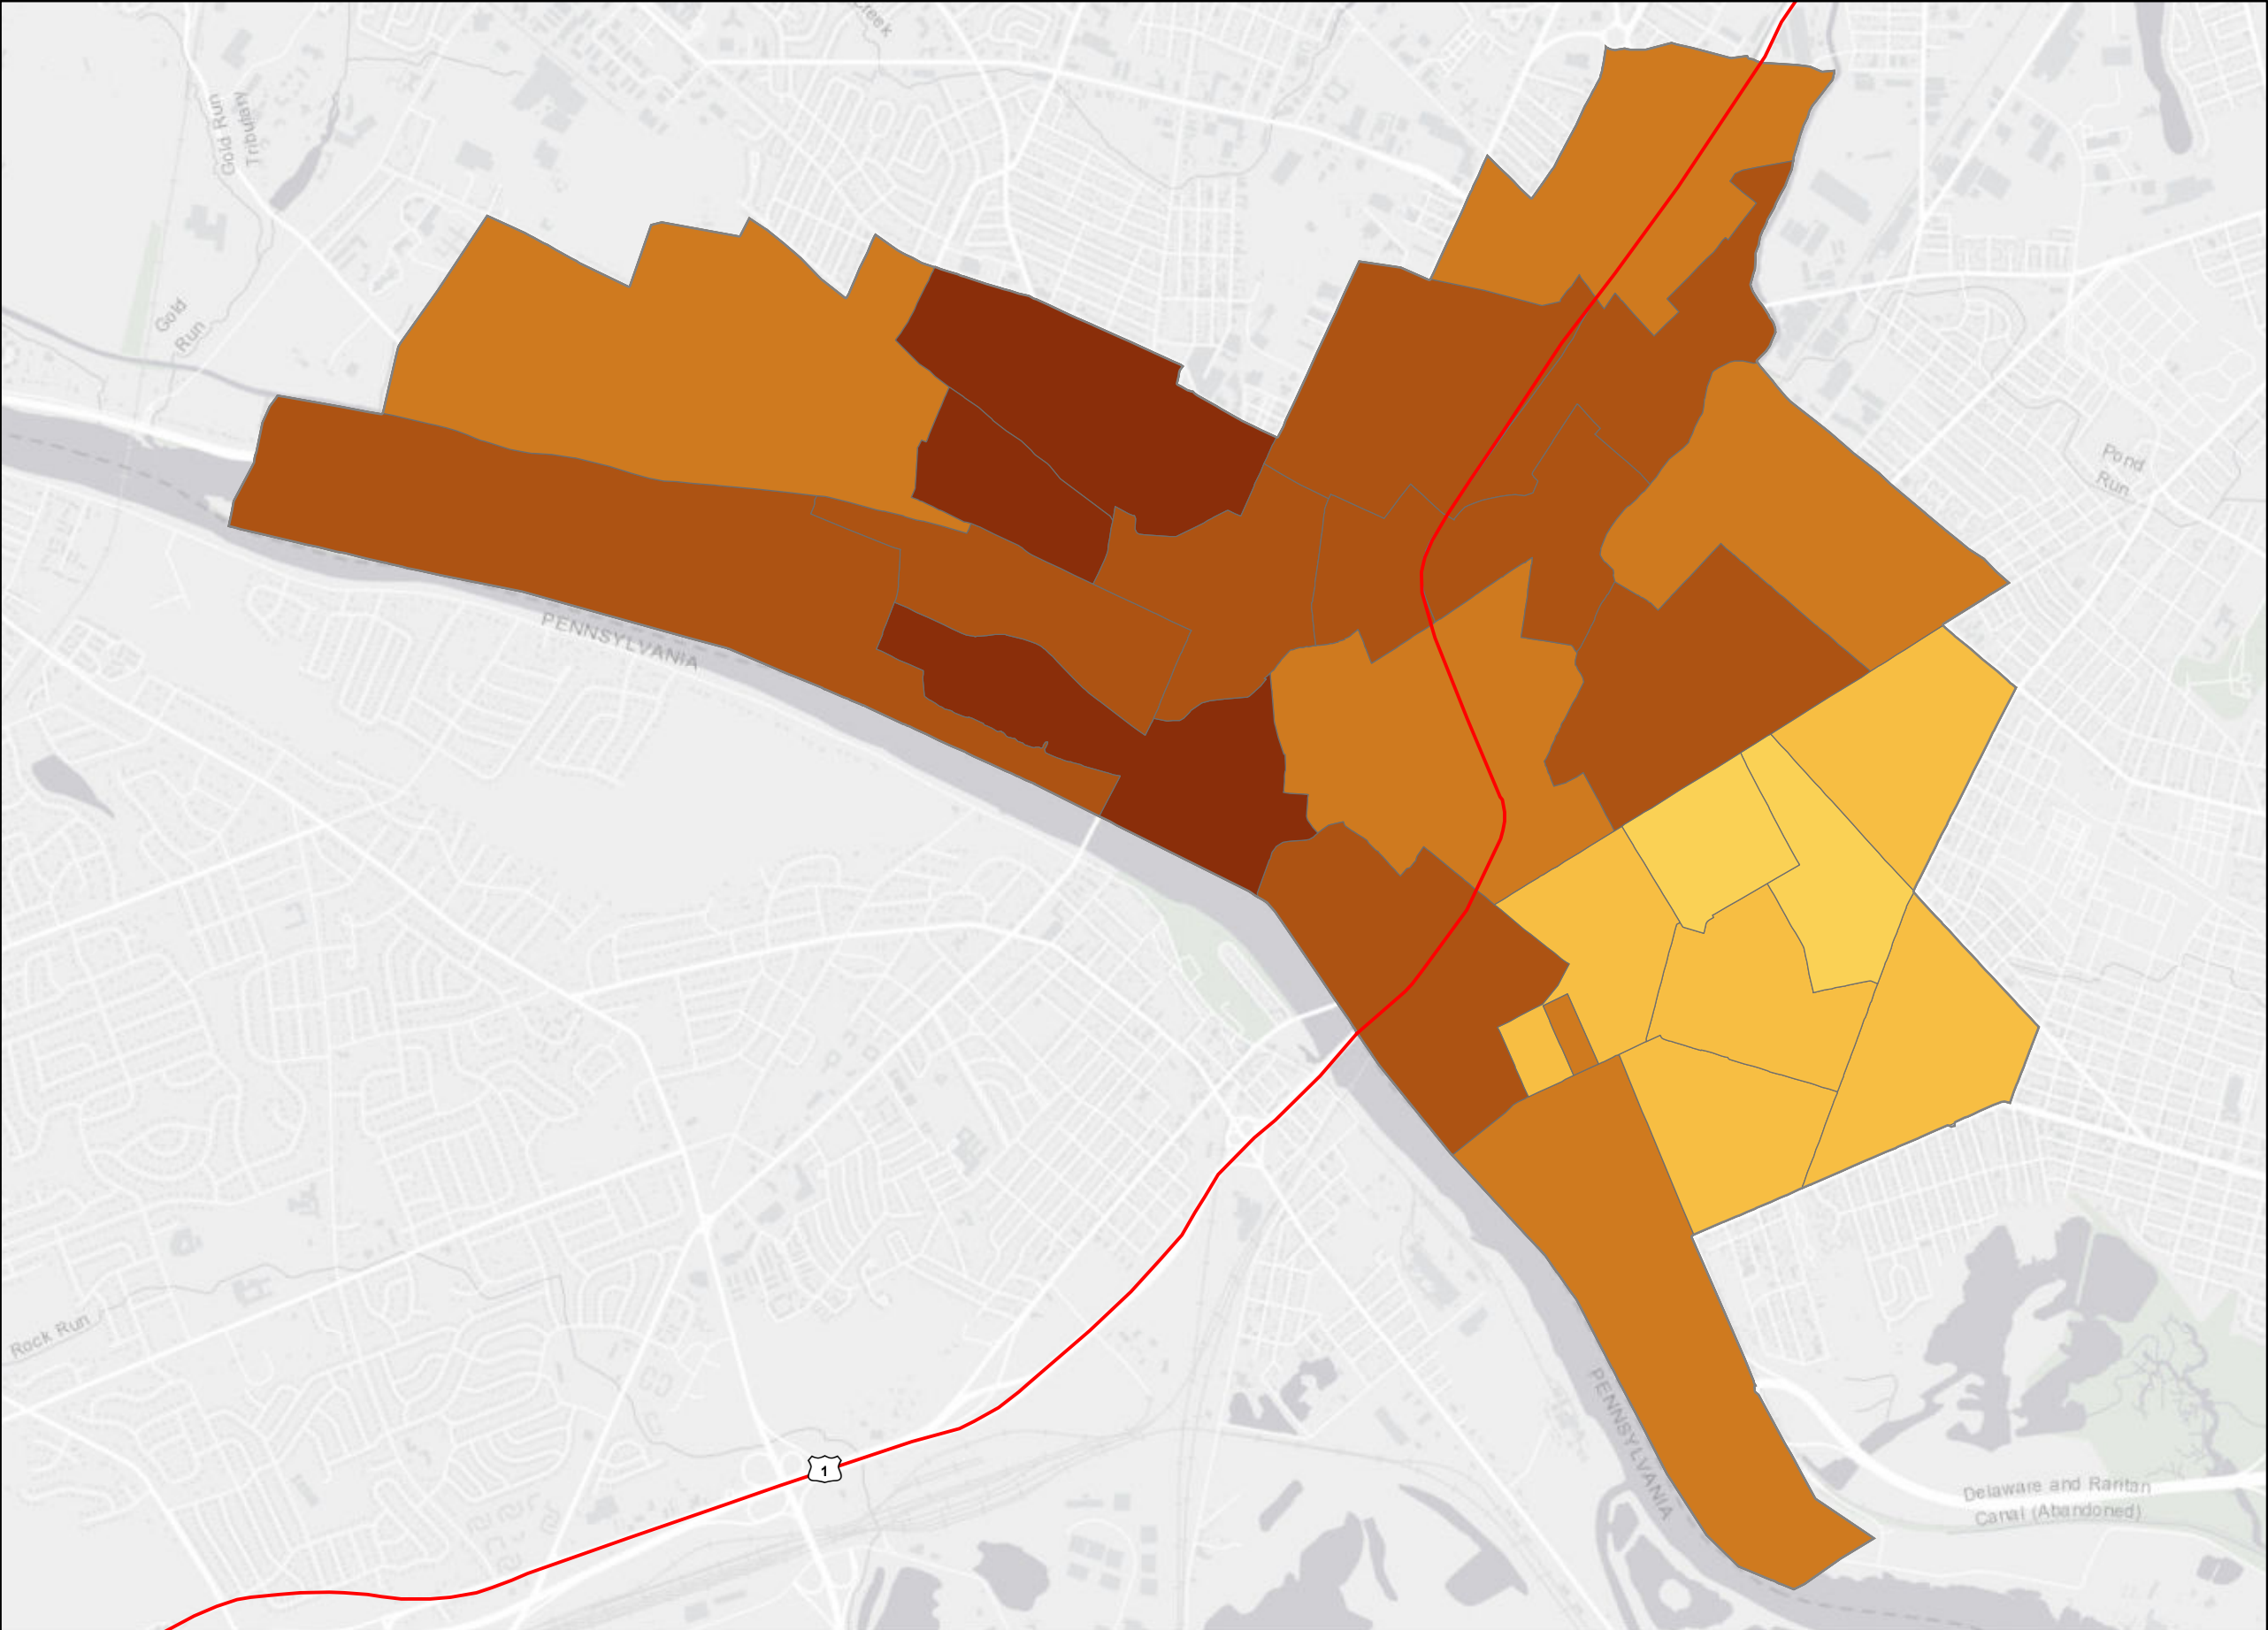 Creek
Gold Run
Tributary
Gold
Run
Pond
Run
PENNSYLVANIA
Rock Run
1
PENNSYLVANIA
Delaware and Raritan
Canal (Abandoned)